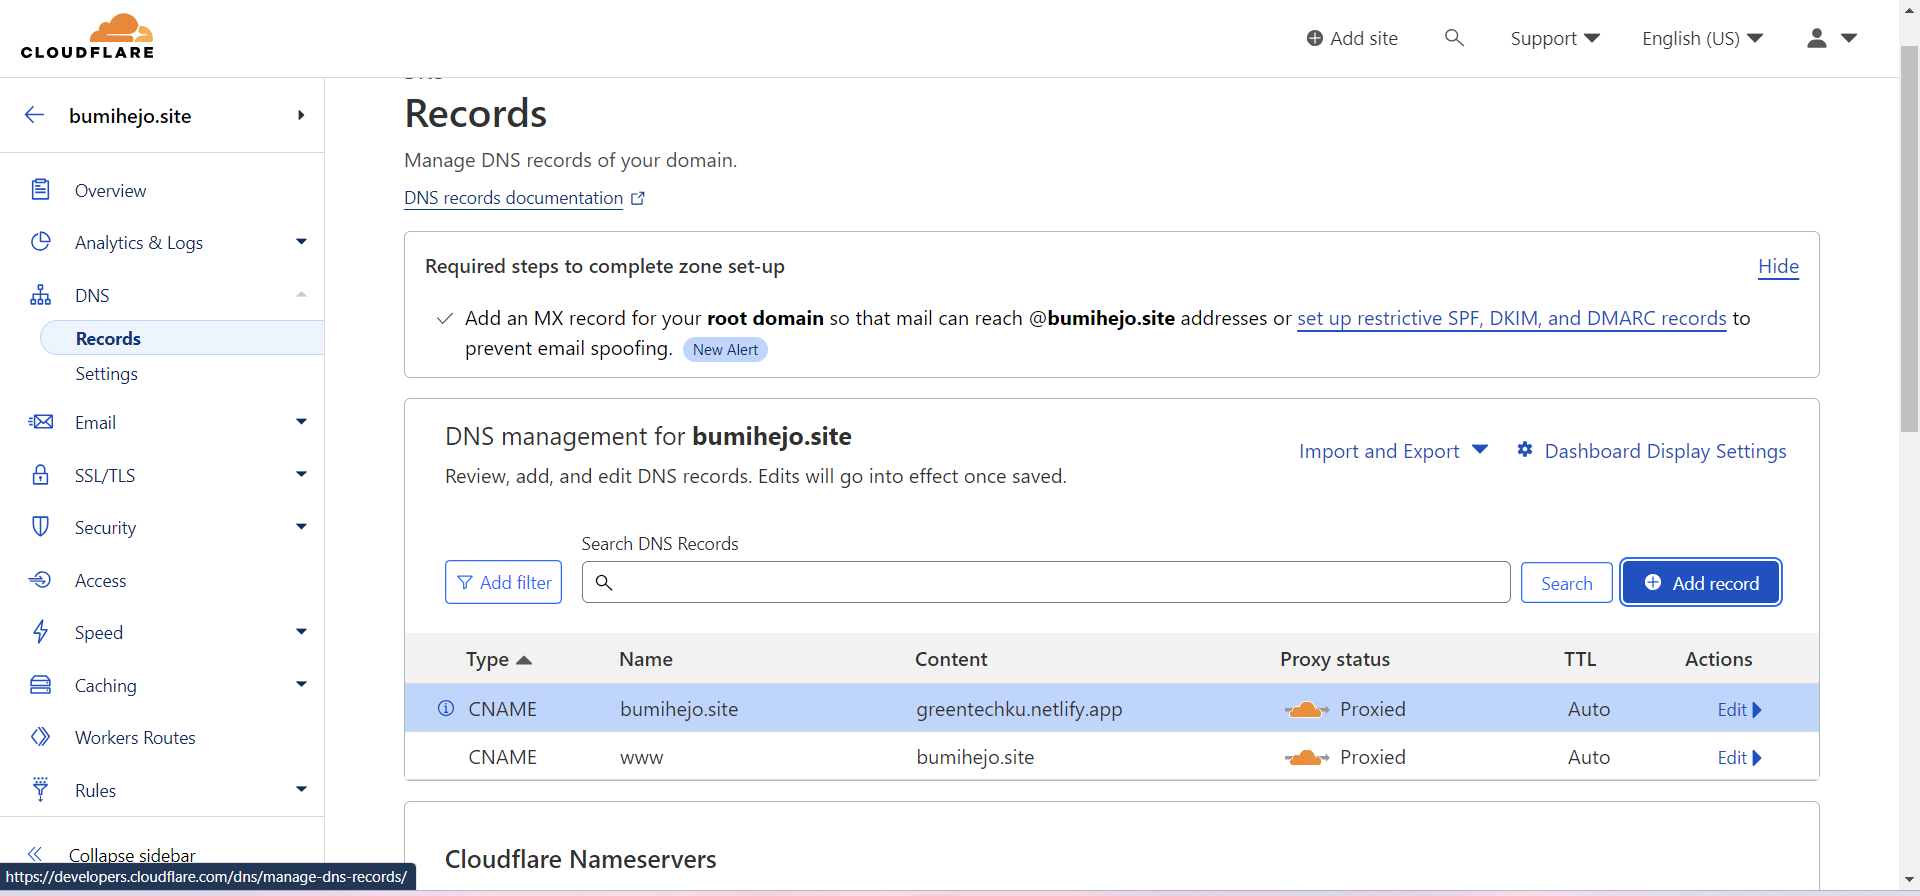 CLOUDFLARE
Add site
Support
English (US)
bumihejo.site
Overview
Analytics & Logs
DNS
Records
Settings
Email
SSL/TLS
Security
Access
Speed
Caching
Workers Routes
Rules
Collapse sidebar
https://developers.cloudflare.com/dns/manage-dns-records/
Records
Manage DNS records of your domain.
DNS records documentation
Required steps to complete zone set-up
Hide
Add an MX record for your root domain so that mail can reach @bumihejo.site addresses or set up restrictive SPF, DKIM, and DMARC records to
prevent email spoofing. New Alert
DNS management for bumihejo.site
Review, add, and edit DNS records. Edits will go into effect once saved.
Import and Export
Dashboard Display Settings
Search DNS Records
Add filter
Search
Add record
Type Name Content Proxy status TTL Actions
CNAME bumihejo.site greentechku.netlify.app Proxied Auto Edit
CNAME www bumihejo.site Proxied Auto Edit
Cloudflare Nameservers